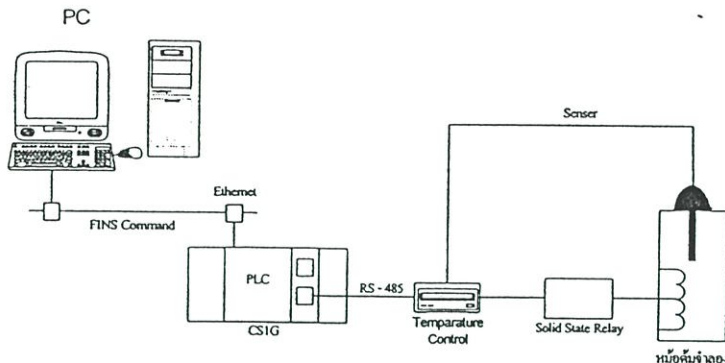 PC
Senser
Ethernet
FINS Command
PLC
RS - 485
CS1G
Temparature
Control
Solid State Relay
หม้อต้มจำลอง